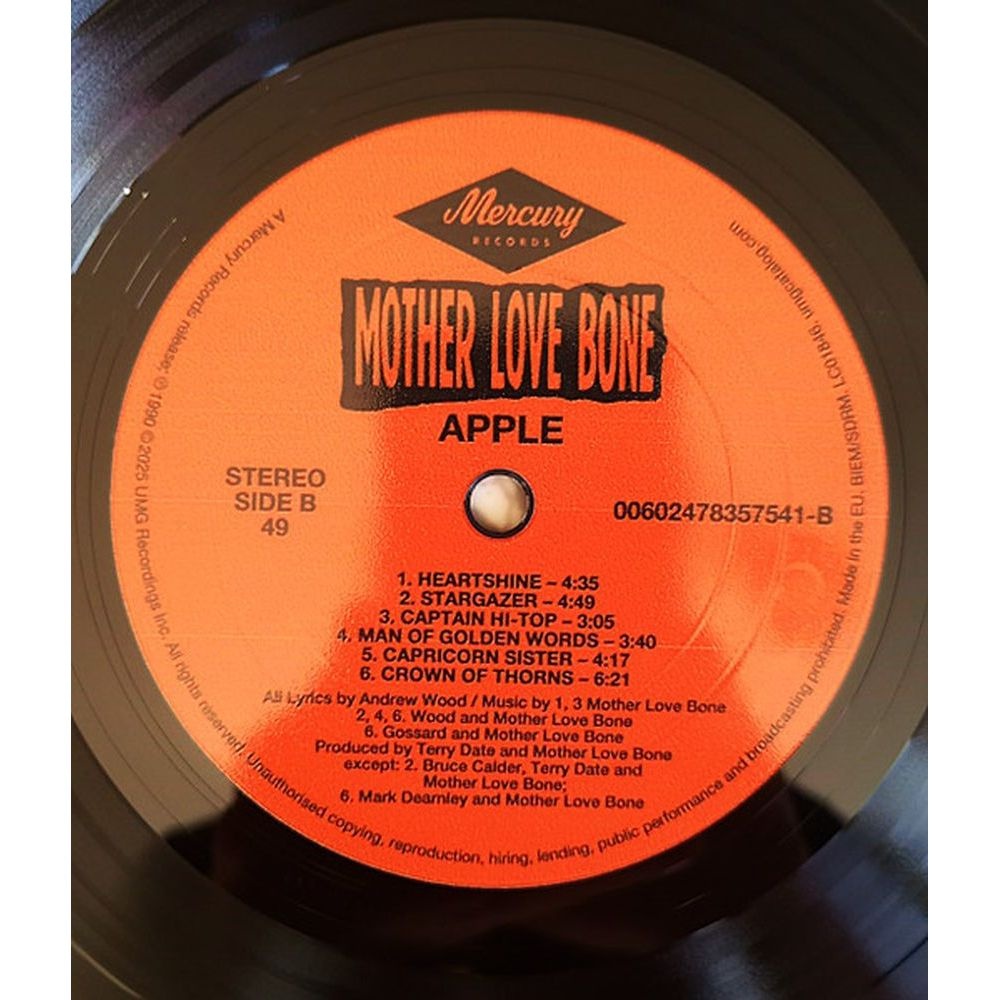 Mercury
RECORDS
MOTHER LOVE BONE
APPLE
STEREO
SIDE B
49
00602478357541-B
1. HEARTSHINE – 4:35
2. STARGAZER – 4:49
3. CAPTAIN HI-TOP – 3:05
4. MAN OF GOLDEN WORDS – 3:40
5. CAPRICORN SISTER – 4:17
6. CROWN OF THORNS – 6:21
All Lyrics by Andrew Wood / Music by 1, 3 Mother Love Bone
2, 4, 6. Wood and Mother Love Bone
6. Gossard and Mother Love Bone
Produced by Terry Date and Mother Love Bone
except: 2. Bruce Calder, Terry Date and
Mother Love Bone;
6. Mark Dearnley and Mother Love Bone
A Mercury Records release; ℗ 1990 © 2025 UMG Recordings Inc. All rights reserved. Unauthorised copying, reproduction, hiring, lending, public performance and broadcasting prohibited. Made in the EU. BIEM/SDRM. LC01846. umgcatalog.com